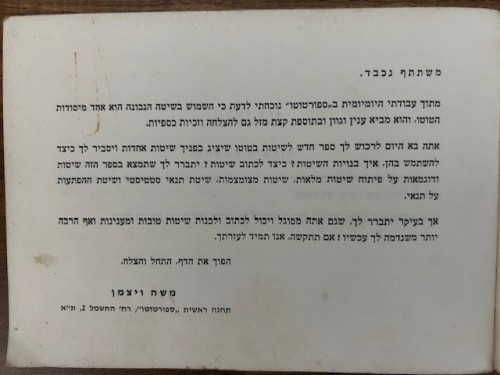 משתתף נכבד.
מתוך עבודתי היומיומית ב„ספורטוטו” נוכחתי לדעת כי השמוש בשיטה הנכונה הוא אחד מיסודות
הטוטו, והוא מביא ענין וגוון ובתוספת קצת מזל גם להצלחה וזכיות כספיות.
אתה בא היום לרכוש לך ספר חדש לשיטות בטוטו שיציג בפניך שיטות אחדות ויסביר לך כיצד
להשתמש בהן. איך בנויות השיטות? כיצד לכתוב שיטות? יתברר לך שתמצא בספר הזה שיטות
ודוגמאות על פיתוח שיטות מלאות, שיטות מצומצמות, שיטת תנאי סטטיסטי ושיטת ההפתעות
על תנאי.
אך בעיקר יתברר לך, שגם אתה מסוגל ויכול לכתוב ולבנות שיטות טובות ומענינות ואף הרבה
יותר משנדמה לך עכשיו! אם תתקשה, אנו תמיד לעזרתך.
הפוך את הדף, התחל והצלח.
משה ויצמן
תחנה ראשית „ספורטוטו”, רח' החשמל 2, ת״א